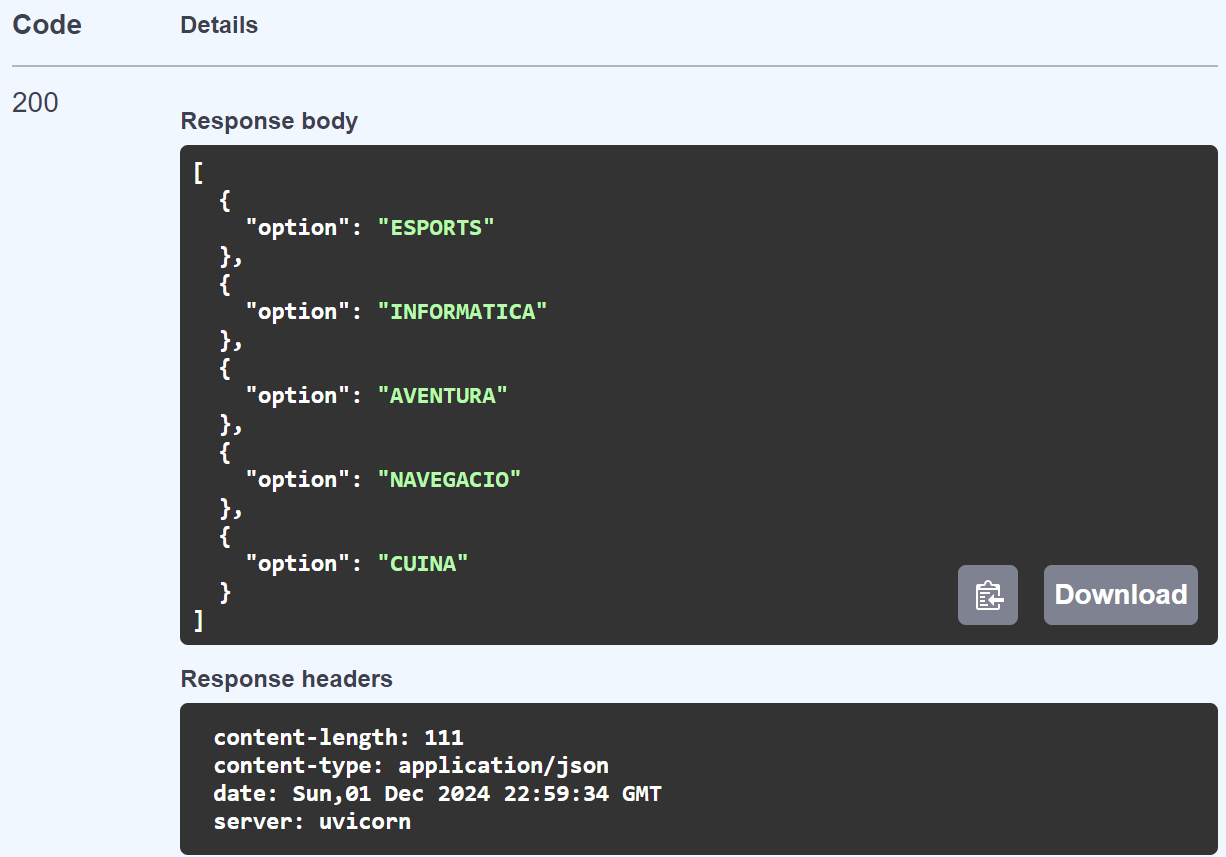 Code Details
200
Response body
[
  {
    "option": "ESPORTS"
  },
  {
    "option": "INFORMATICA"
  },
  {
    "option": "AVENTURA"
  },
  {
    "option": "NAVEGACIO"
  },
  {
    "option": "CUINA"
  }
]
Download
Response headers
content-length: 111
content-type: application/json
date: Sun,01 Dec 2024 22:59:34 GMT
server: uvicorn